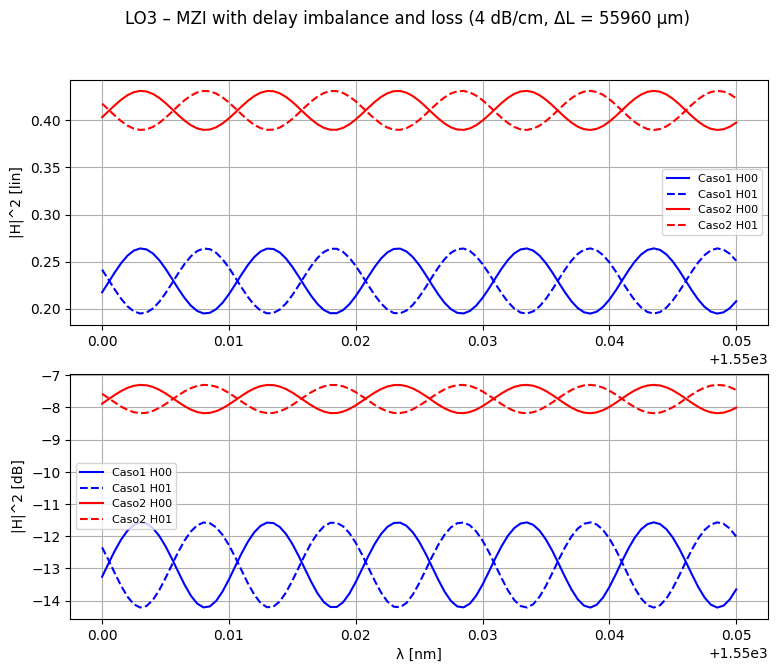 LO3 – MZI with delay imbalance and loss (4 dB/cm, ΔL = 55960 μm)
|H|^2 [lin]
0.40
0.35
0.30
0.25
0.20
Caso1 H00
Caso1 H01
Caso2 H00
Caso2 H01
0.00 0.01 0.02 0.03 0.04 0.05
+1.55e3
|H|^2 [dB]
−7
−8
−9
−10
−11
−12
−13
−14
Caso1 H00
Caso1 H01
Caso2 H00
Caso2 H01
0.00 0.01 0.02 0.03 0.04 0.05
λ [nm]
+1.55e3